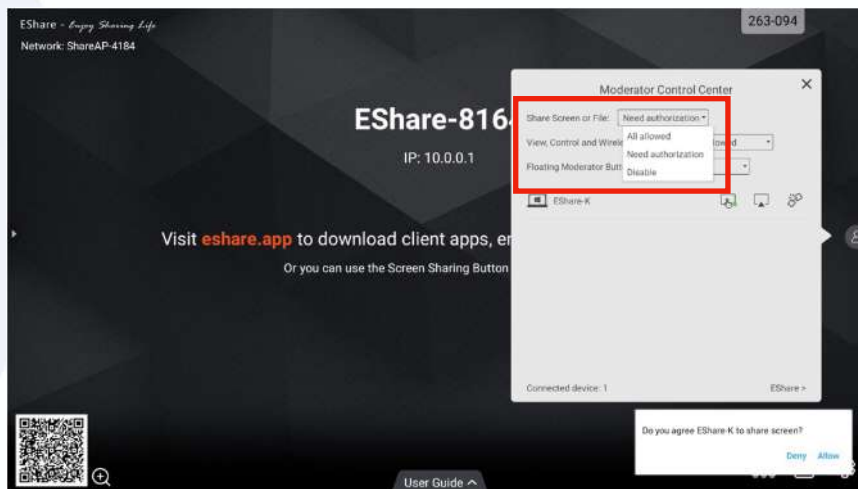 EShare - Enjoy Sharing Life
Network: ShareAP-4184
263-094
EShare-816
IP: 10.0.0.1
Visit eshare.app to download client apps, en
Or you can use the Screen Sharing Button
Moderator Control Center
Share Screen or File: Need authorization
All allowed
Need authorization
Disable
View, Control and Wirele owed
Floating Moderator Butt
EShare-K
Connected device: 1 EShare >
Do you agree EShare-K to share screen?
Deny Allow
User Guide